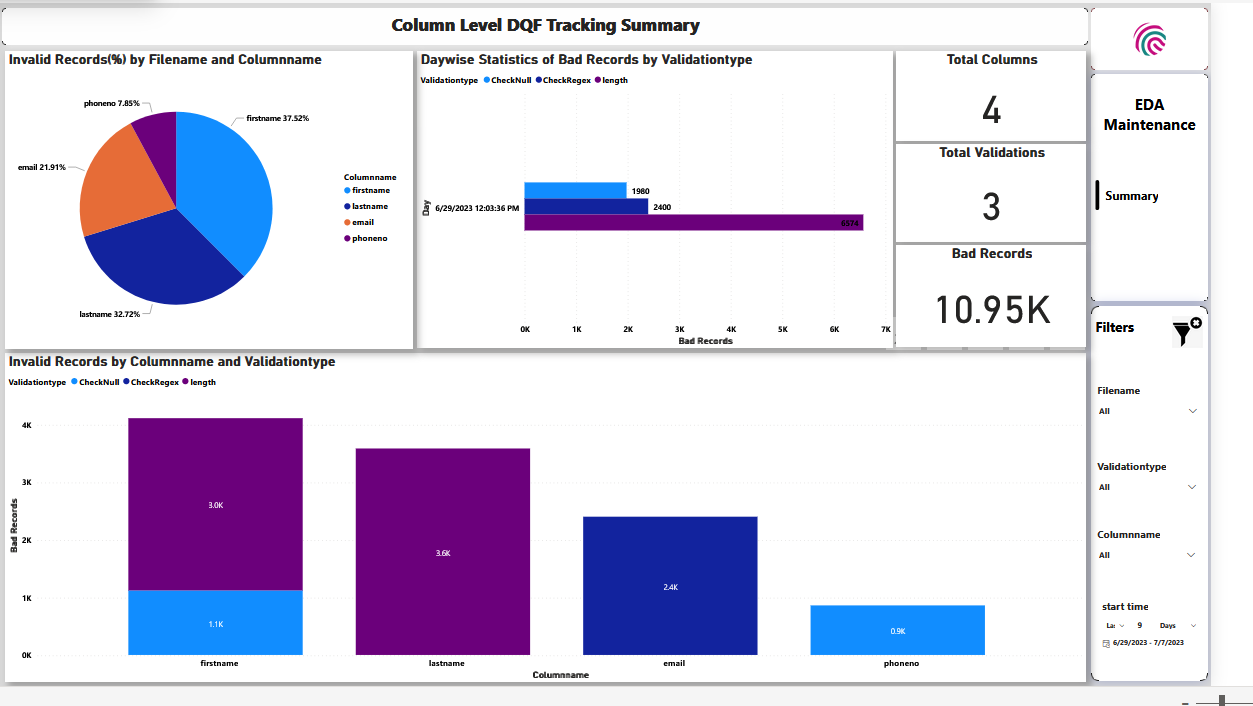 Column Level DQF Tracking Summary
Invalid Records(%) by Filename and Columnname
phoneno 7.85%
firstname 37.52%
email 21.91%
lastname 32.72%
Columnname
firstname
lastname
email
phoneno
Daywise Statistics of Bad Records by Validationtype
Validationtype CheckNull CheckRegex length
Day
6/29/2023 12:03:36 PM
1980
2400
6574
0K 1K 2K 3K 4K 5K 6K 7K
Bad Records
Total Columns
4
Total Validations
3
Bad Records
10.95K
Invalid Records by Columnname and Validationtype
Validationtype CheckNull CheckRegex length
Bad Records
4K
3K
2K
1K
0K
3.0K
1.1K
3.6K
2.4K
0.9K
firstname lastname email phoneno
Columnname
EDA
Maintenance
Summary
Filters
Filename
All
Validationtype
All
Columnname
All
start time
9 Days
6/29/2023 - 7/7/2023